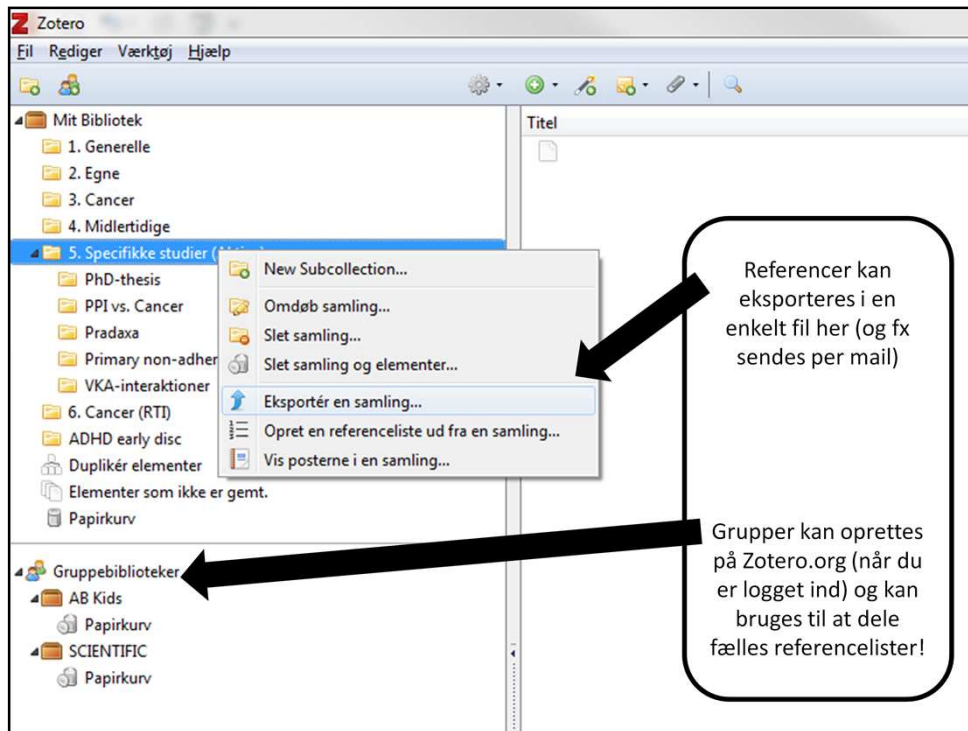 Zotero
Fil Rediger Værktøj Hjælp
Mit Bibliotek
1. Generelle
2. Egne
3. Cancer
4. Midlertidige
5. Specifikke studier (
PhD-thesis
PPI vs. Cancer
Pradaxa
Primary non-adher
VKA-interaktioner
6. Cancer (RTI)
ADHD early disc
Duplikér elementer
Elementer som ikke er gemt.
Papirkurv
Gruppebiblioteker
AB Kids
Papirkurv
SCIENTIFIC
Papirkurv
New Subcollection...
Omdøb samling...
Slet samling...
Slet samling og elementer...
Eksportér en samling...
Opret en referenceliste ud fra en samling...
Vis posterne i en samling...
Titel
Referencer kan
eksporteres i en
enkelt fil her (og fx
sendes per mail)
Grupper kan oprettes
på Zotero.org (når du
er logget ind) og kan
bruges til at dele
fælles referencelister!